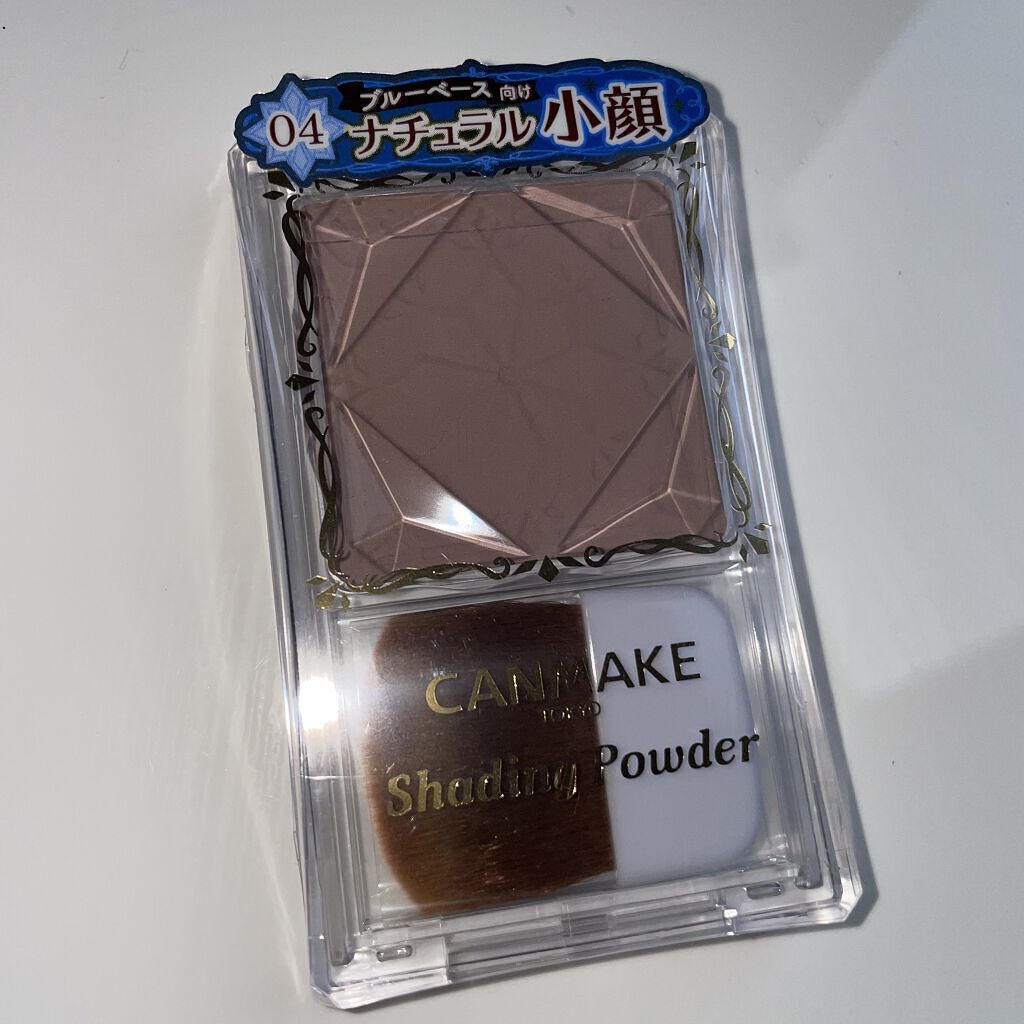 04
ブルーベース 向け
ナチュラル小顔
CANMAKE
TOKYO
Shading Powder